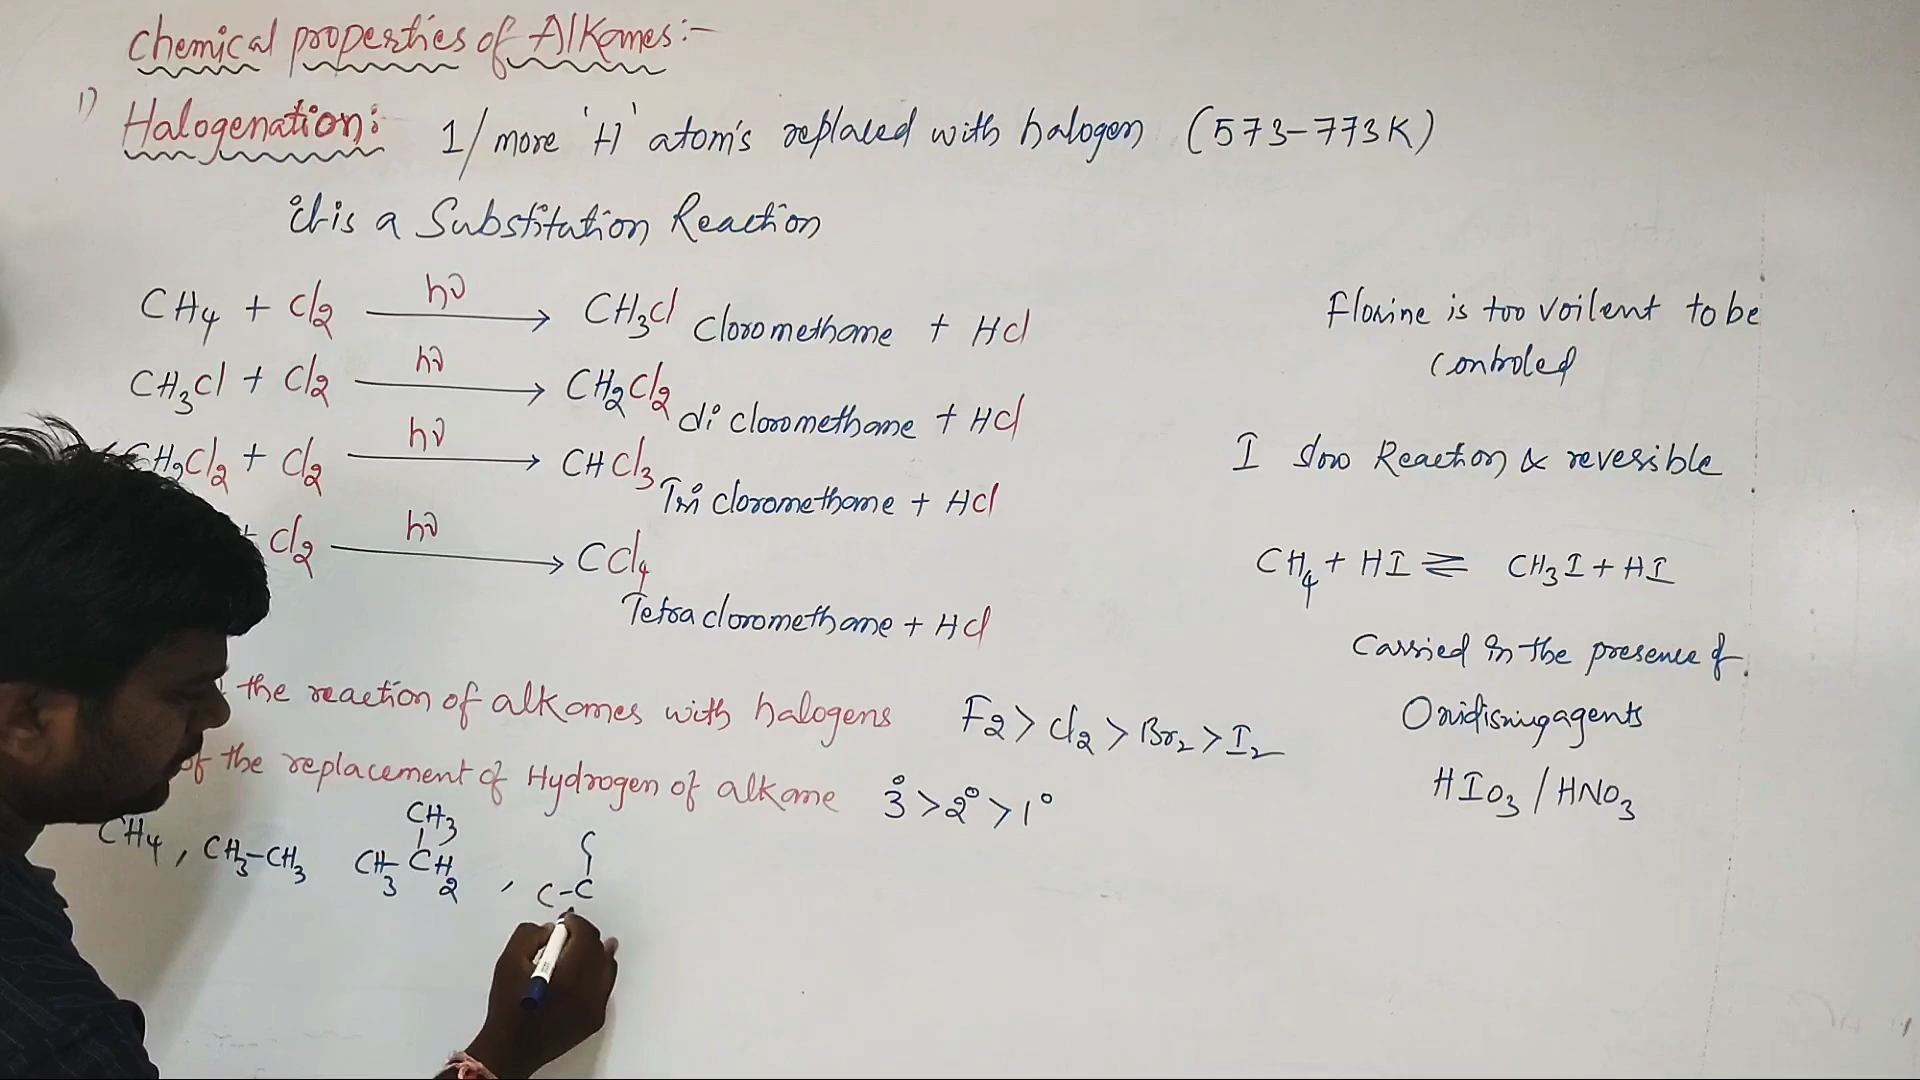 Chemical properties of Alkanes:-
1) Halogenation: 1/more 'H' atom's replaced with halogen (573-773K)
it is a Substitution Reaction
CH4 + Cl2 hν → CH3Cl Cloromethane + HCl
CH3Cl + Cl2 hν → CH2Cl2 di cloromethane + HCl
CH2Cl2 + Cl2 hν → CHCl3 Tri cloromethane + HCl
+ Cl2 hν → CCl4
Tetra cloromethane + HCl
the reaction of alkanes with halogens F2 > Cl2 > Br2 > I2
of the replacement of Hydrogen of alkane 3° > 2° > 1°
CH3
CH4 , CH3-CH3 CH3-CH2 , C-C
C
Florine is too voilent to be
controled
I slow Reaction & revesible
CH4 + HI ⇌ CH3I + HI
Carried in the presence of
Oxidising agents
HIO3 / HNO3